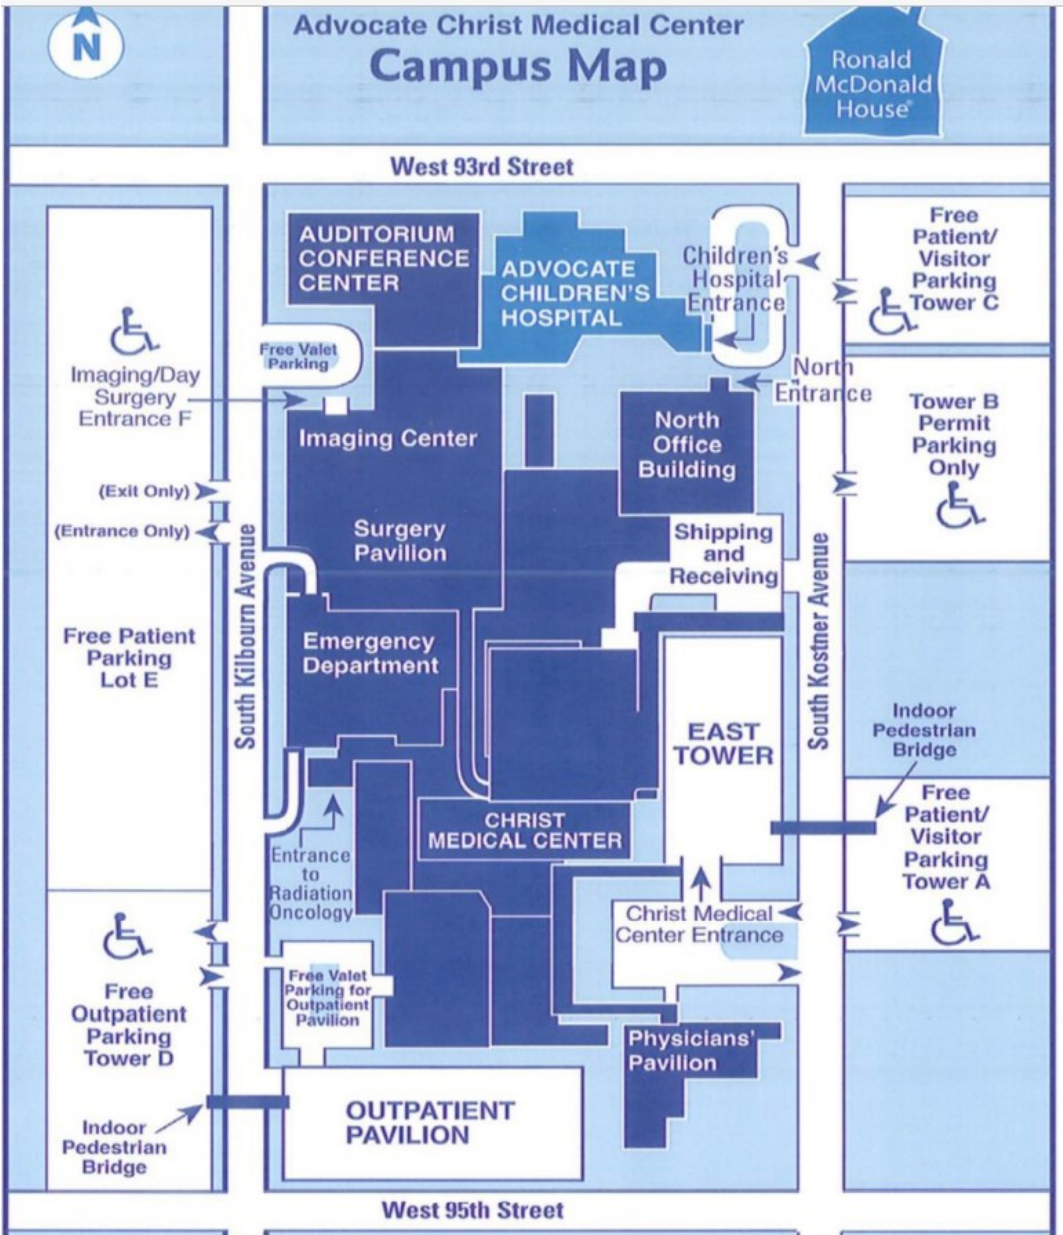 N
Advocate Christ Medical Center
Campus Map
Ronald
McDonald
House®
West 93rd Street
AUDITORIUM
CONFERENCE
CENTER
ADVOCATE
CHILDREN'S
HOSPITAL
Children's
Hospital
Entrance
Free
Patient/
Visitor
Parking
Tower C
Free Valet
Parking
Imaging/Day
Surgery
Entrance F
North
Entrance
Imaging Center
North
Office
Building
Tower B
Permit
Parking
Only
(Exit Only)
(Entrance Only)
Surgery
Pavilion
Shipping
and
Receiving
South Kilbourn Avenue
South Kostner Avenue
Free Patient
Parking
Lot E
Emergency
Department
EAST
TOWER
Indoor
Pedestrian
Bridge
CHRIST
MEDICAL CENTER
Free
Patient/
Visitor
Parking
Tower A
Entrance
to
Radiation
Oncology
Christ Medical
Center Entrance
Free Valet
Parking for
Outpatient
Pavilion
Free
Outpatient
Parking
Tower D
Physicians'
Pavilion
OUTPATIENT
PAVILION
Indoor
Pedestrian
Bridge
West 95th Street